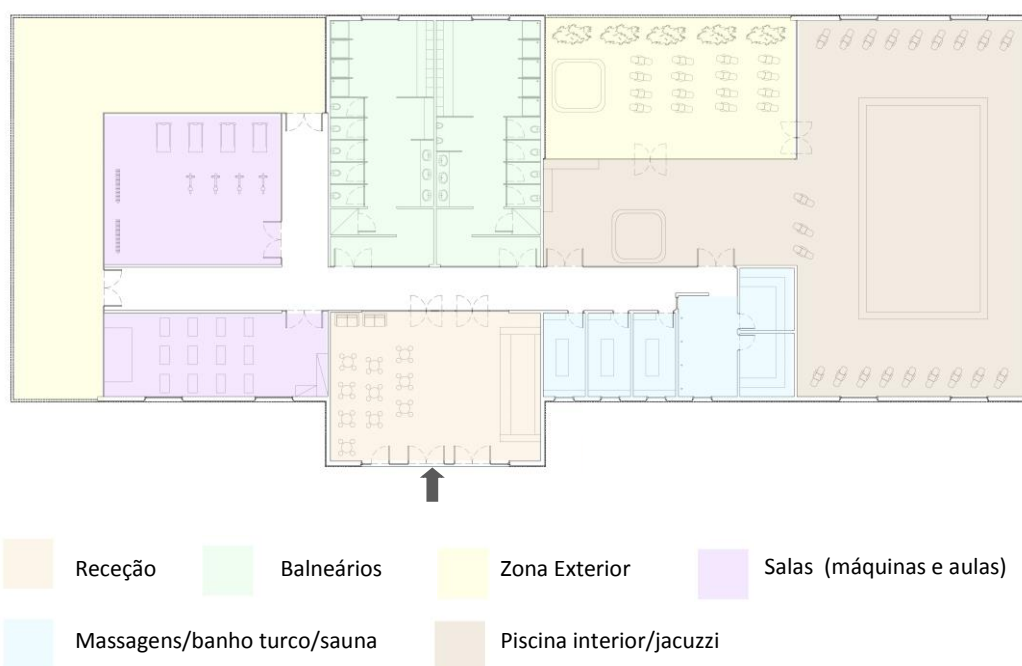 Receção
Balneários
Zona Exterior
Salas (máquinas e aulas)
Massagens/banho turco/sauna
Piscina interior/jacuzzi